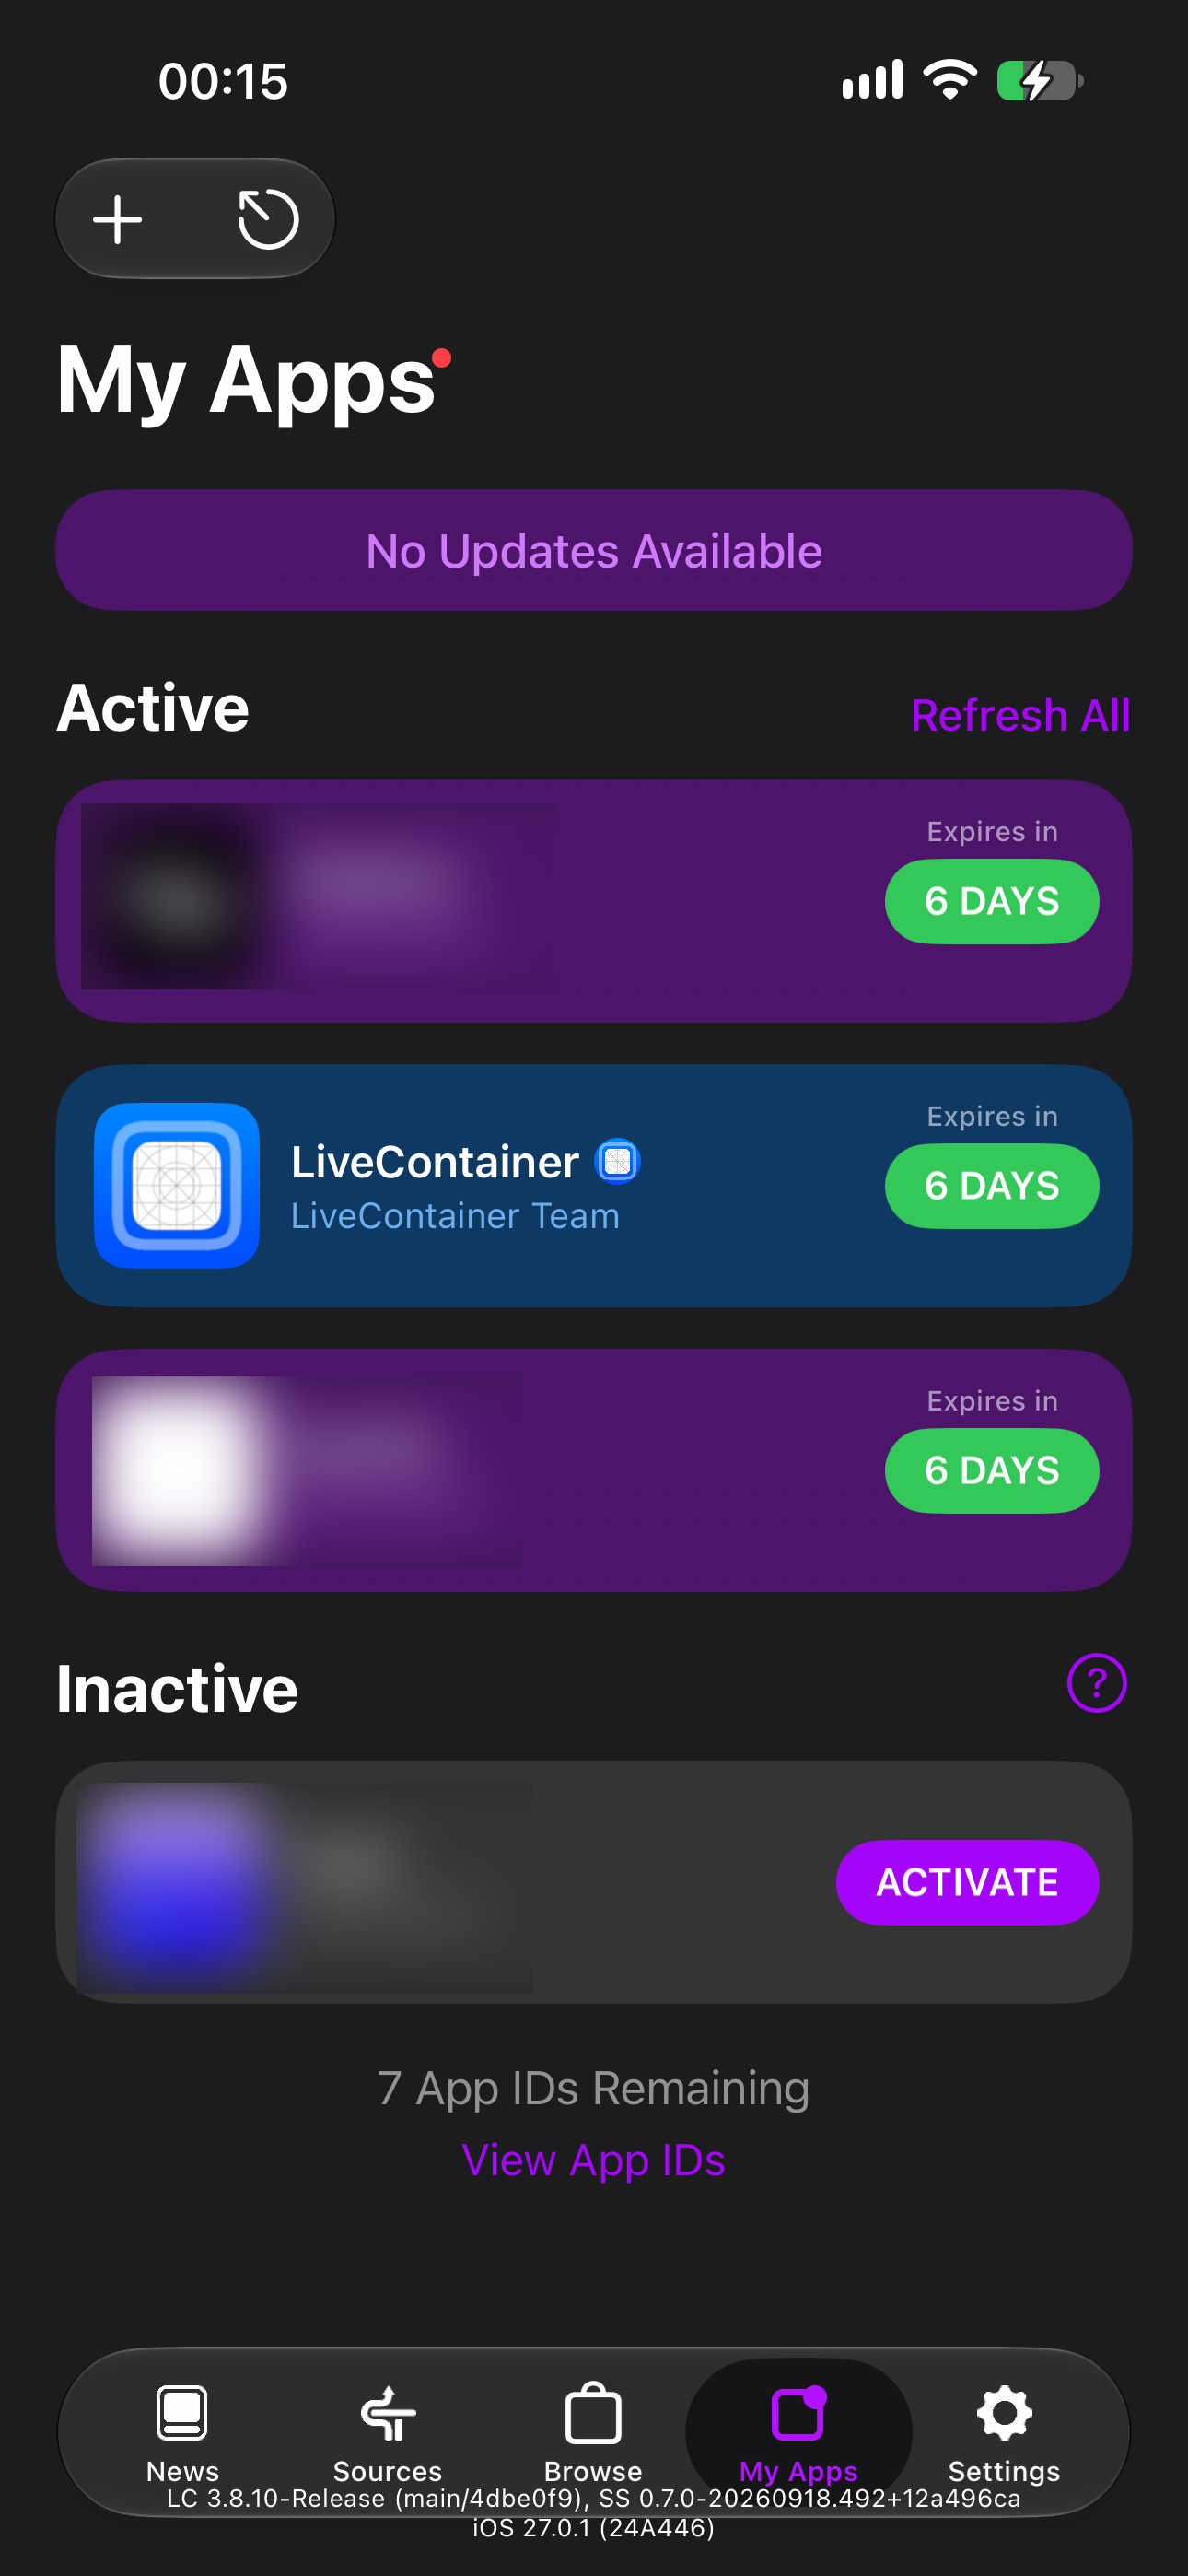 00:15
My Apps
No Updates Available
Active
Refresh All
Expires in
6 DAYS
LiveContainer
LiveContainer Team
Expires in
6 DAYS
Expires in
6 DAYS
Inactive
?
ACTIVATE
7 App IDs Remaining
View App IDs
News
Sources
Browse
My Apps
Settings
LC 3.8.10-Release (main/4dbe0f9), SS 0.7.0-20260918.492+12a496ca
iOS 27.0.1 (24A446)